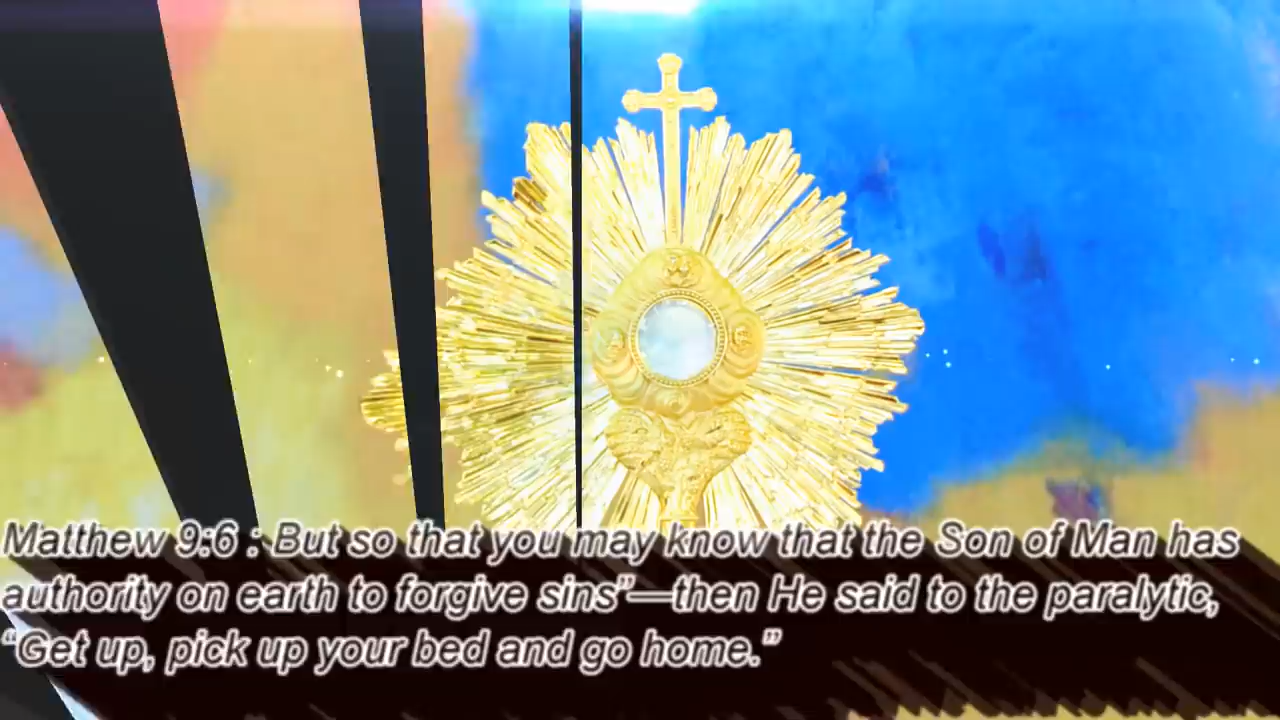 Matthew 9:6 : But so that you may know that the Son of Man has
authority on earth to forgive sins”—then He said to the paralytic,
“Get up, pick up your bed and go home.”